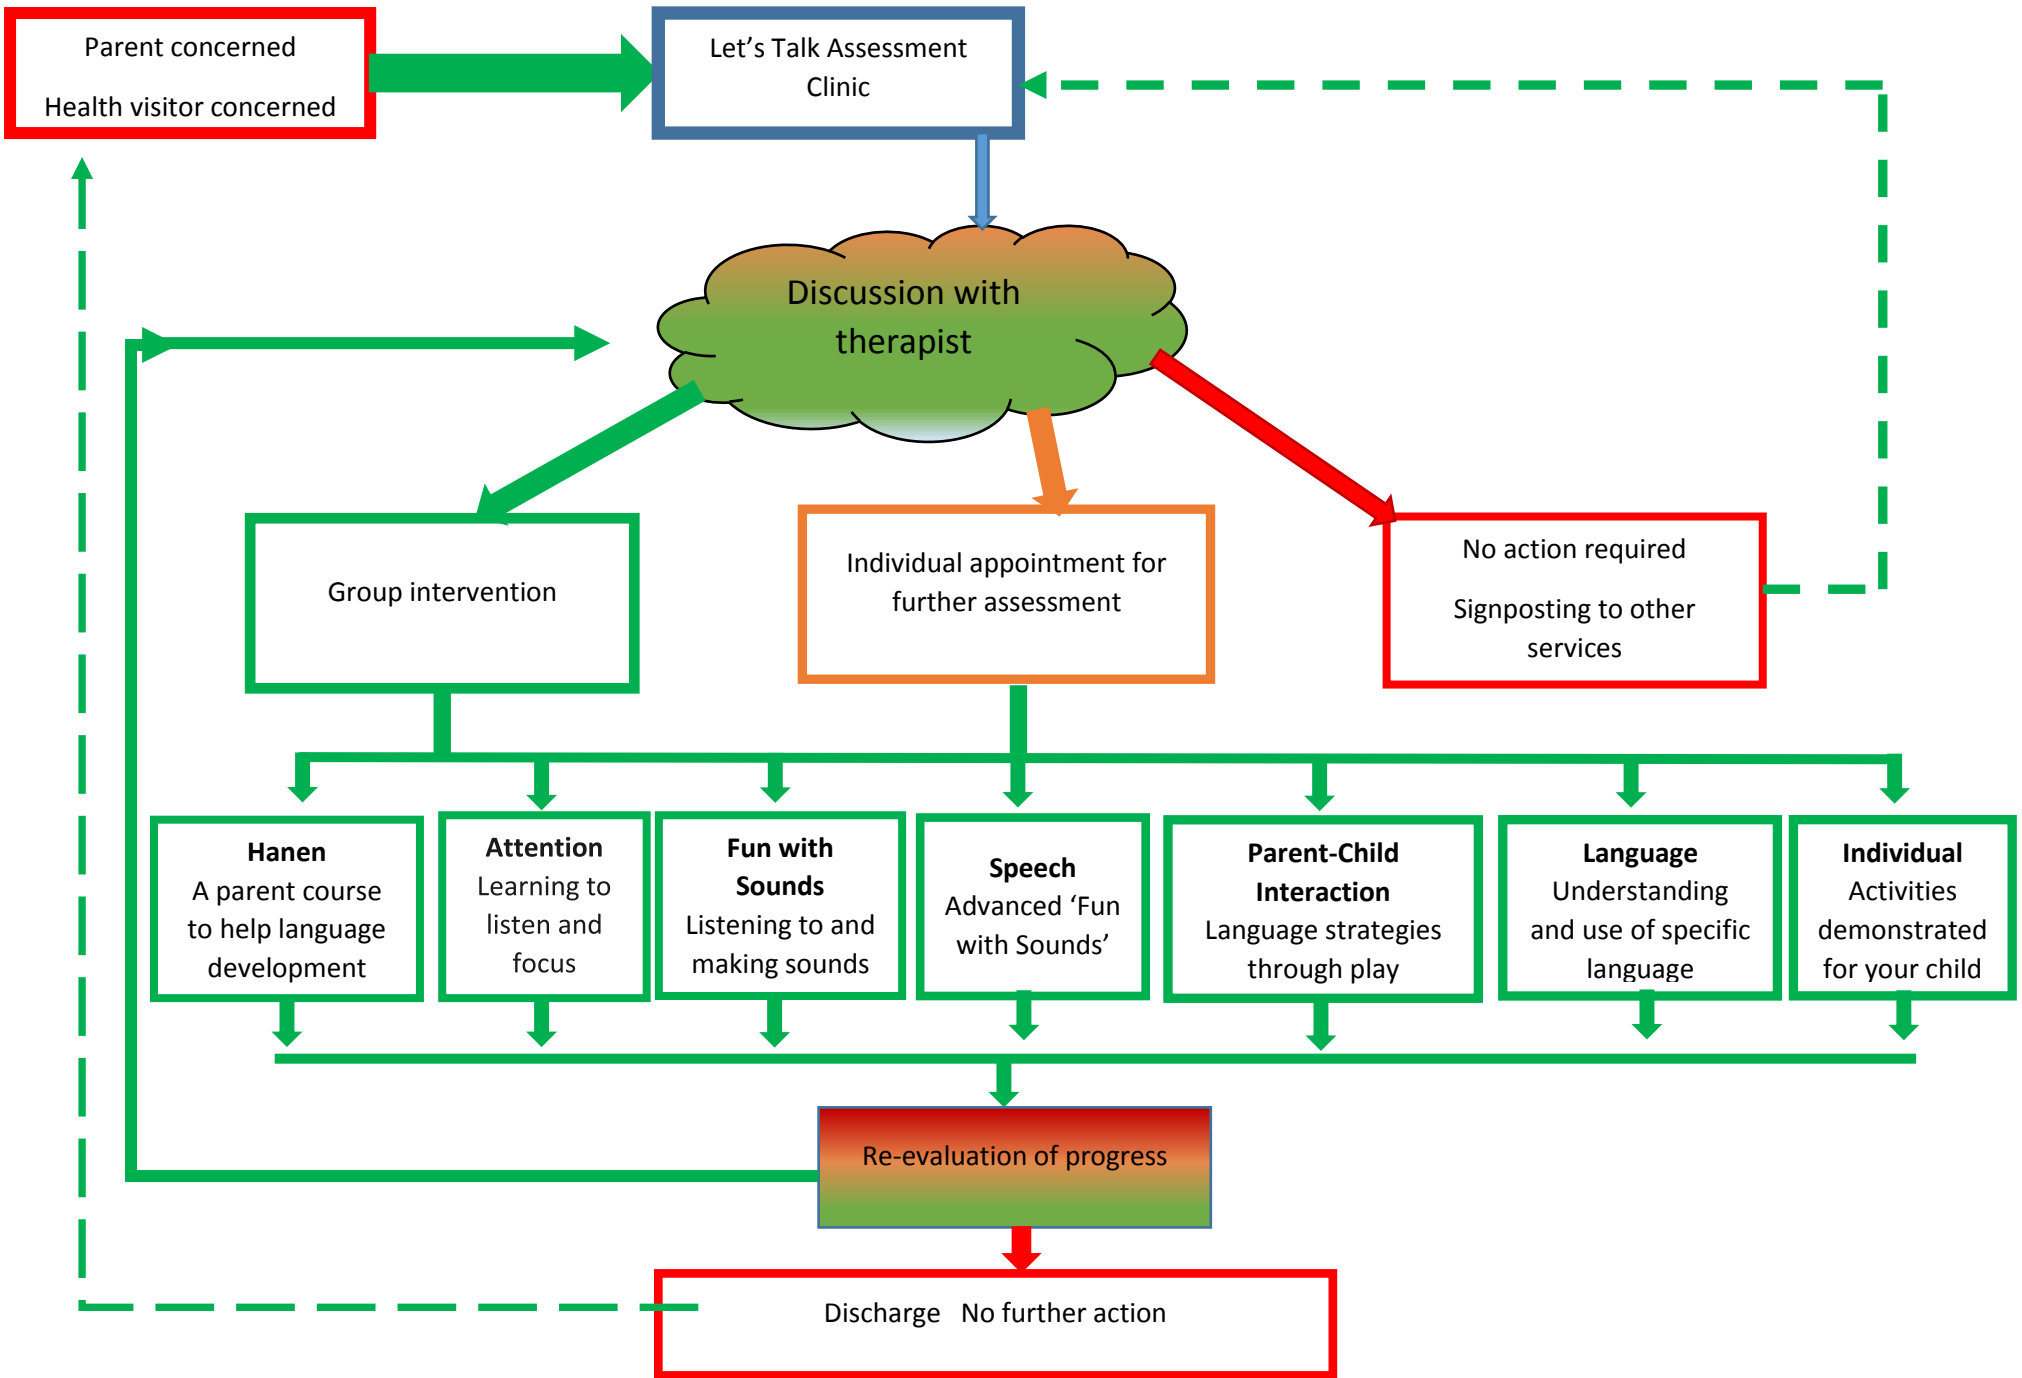 Parent concerned
Health visitor concerned
Let’s Talk Assessment
Clinic
Discussion with
therapist
Group intervention
Individual appointment for
further assessment
No action required
Signposting to other
services
Hanen
A parent course
to help language
development
Attention
Learning to
listen and
focus
Fun with
Sounds
Listening to and
making sounds
Speech
Advanced ‘Fun
with Sounds’
Parent-Child
Interaction
Language strategies
through play
Language
Understanding
and use of specific
language
Individual
Activities
demonstrated
for your child
Re-evaluation of progress
Discharge   No further action